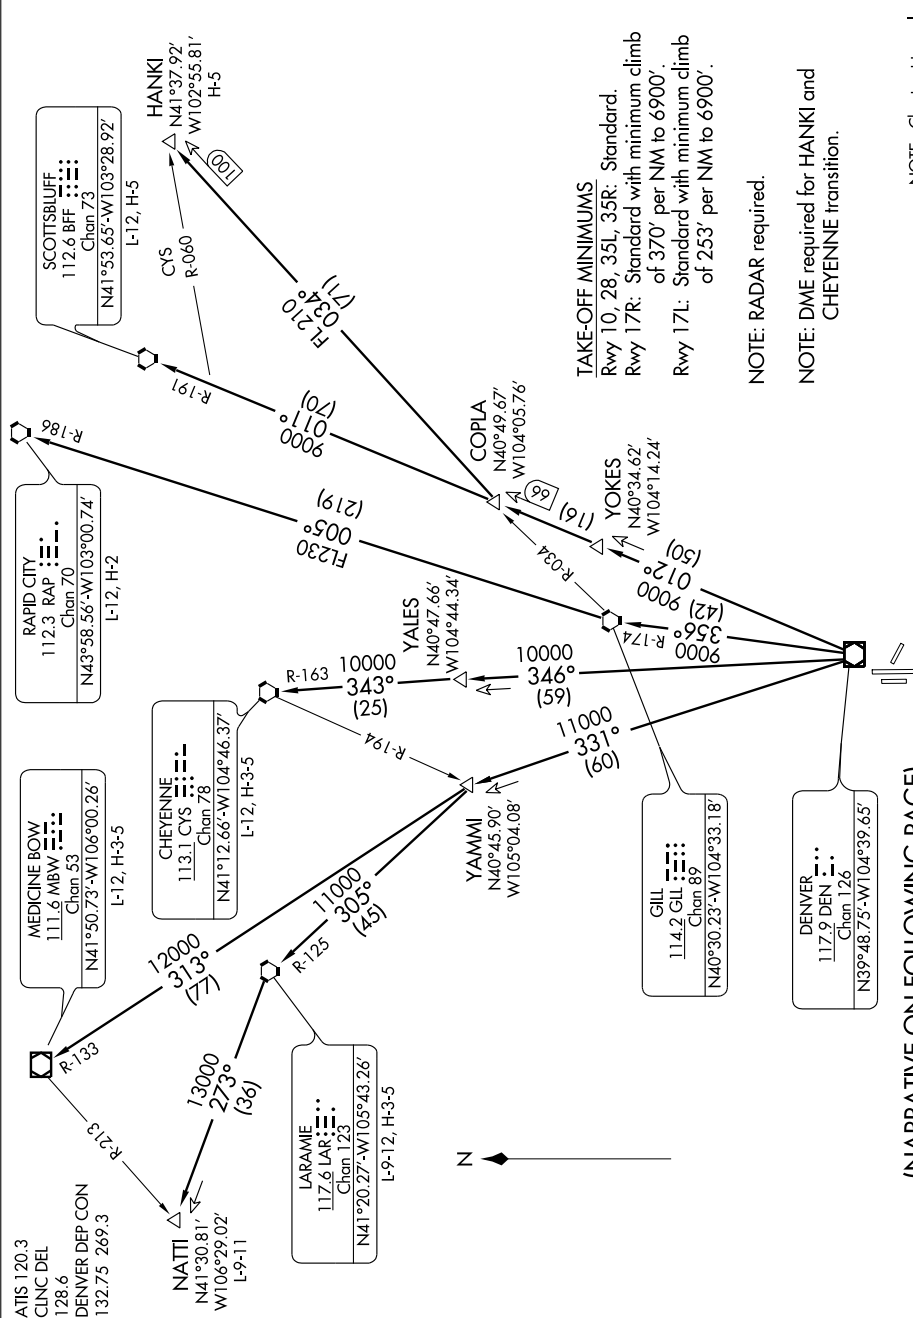 ATIS 120.3
CLNC DEL
128.6
DENVER DEP CON
132.75 269.3
MEDICINE BOW
111.6 MBW
Chan 53
N41°50.73'-W106°00.26'
L-12, H-3-5
RAPID CITY
112.3 RAP
Chan 70
N43°58.56'-W103°00.74'
L-12, H-2
SCOTTSBLUFF
112.6 BFF
Chan 73
N41°53.65'-W103°28.92'
L-12, H-5
HANKI
N41°37.92'
W102°55.81'
H-5
100
CYS
R-060
R-186
R-191
R-133
R-213
NATTI
N41°30.81'
W106°29.02'
L-9-11
13000
273°
(36)
12000
313°
(77)
CHEYENNE
113.1 CYS
Chan 78
N41°12.66'-W104°46.37'
L-12, H-3-5
R-163
R-194
10000
343°
(25)
FL230
005°
(219)
9000
011°
(70)
FL210
034°
(71)
LARAMIE
117.6 LAR
Chan 123
N41°20.27'-W105°43.26'
L-9-12, H-3-5
R-125
11000
305°
(45)
YALES
N40°47.66'
W104°44.34'
COPLA
N40°49.67'
W104°05.76'
66
(16)
R-034
YAMMI
N40°45.90'
W105°04.08'
YOKES
N40°34.62'
W104°14.24'
10000
346°
(59)
11000
331°
(60)
R-174
9000
356°
(42)
9000
012°
(50)
GILL
114.2 GLL
Chan 89
N40°30.23'-W104°33.18'
DENVER
117.9 DEN
Chan 126
N39°48.75'-W104°39.65'
N
TAKE-OFF MINIMUMS
Rwy 10, 28, 35L, 35R: Standard.
Rwy 17R: Standard with minimum climb
of 370' per NM to 6900'.
Rwy 17L: Standard with minimum climb
of 253' per NM to 6900'.
NOTE: RADAR required.
NOTE: DME required for HANKI and
CHEYENNE transition.
(NARRATIVE ON FOLLOWING PAGE)